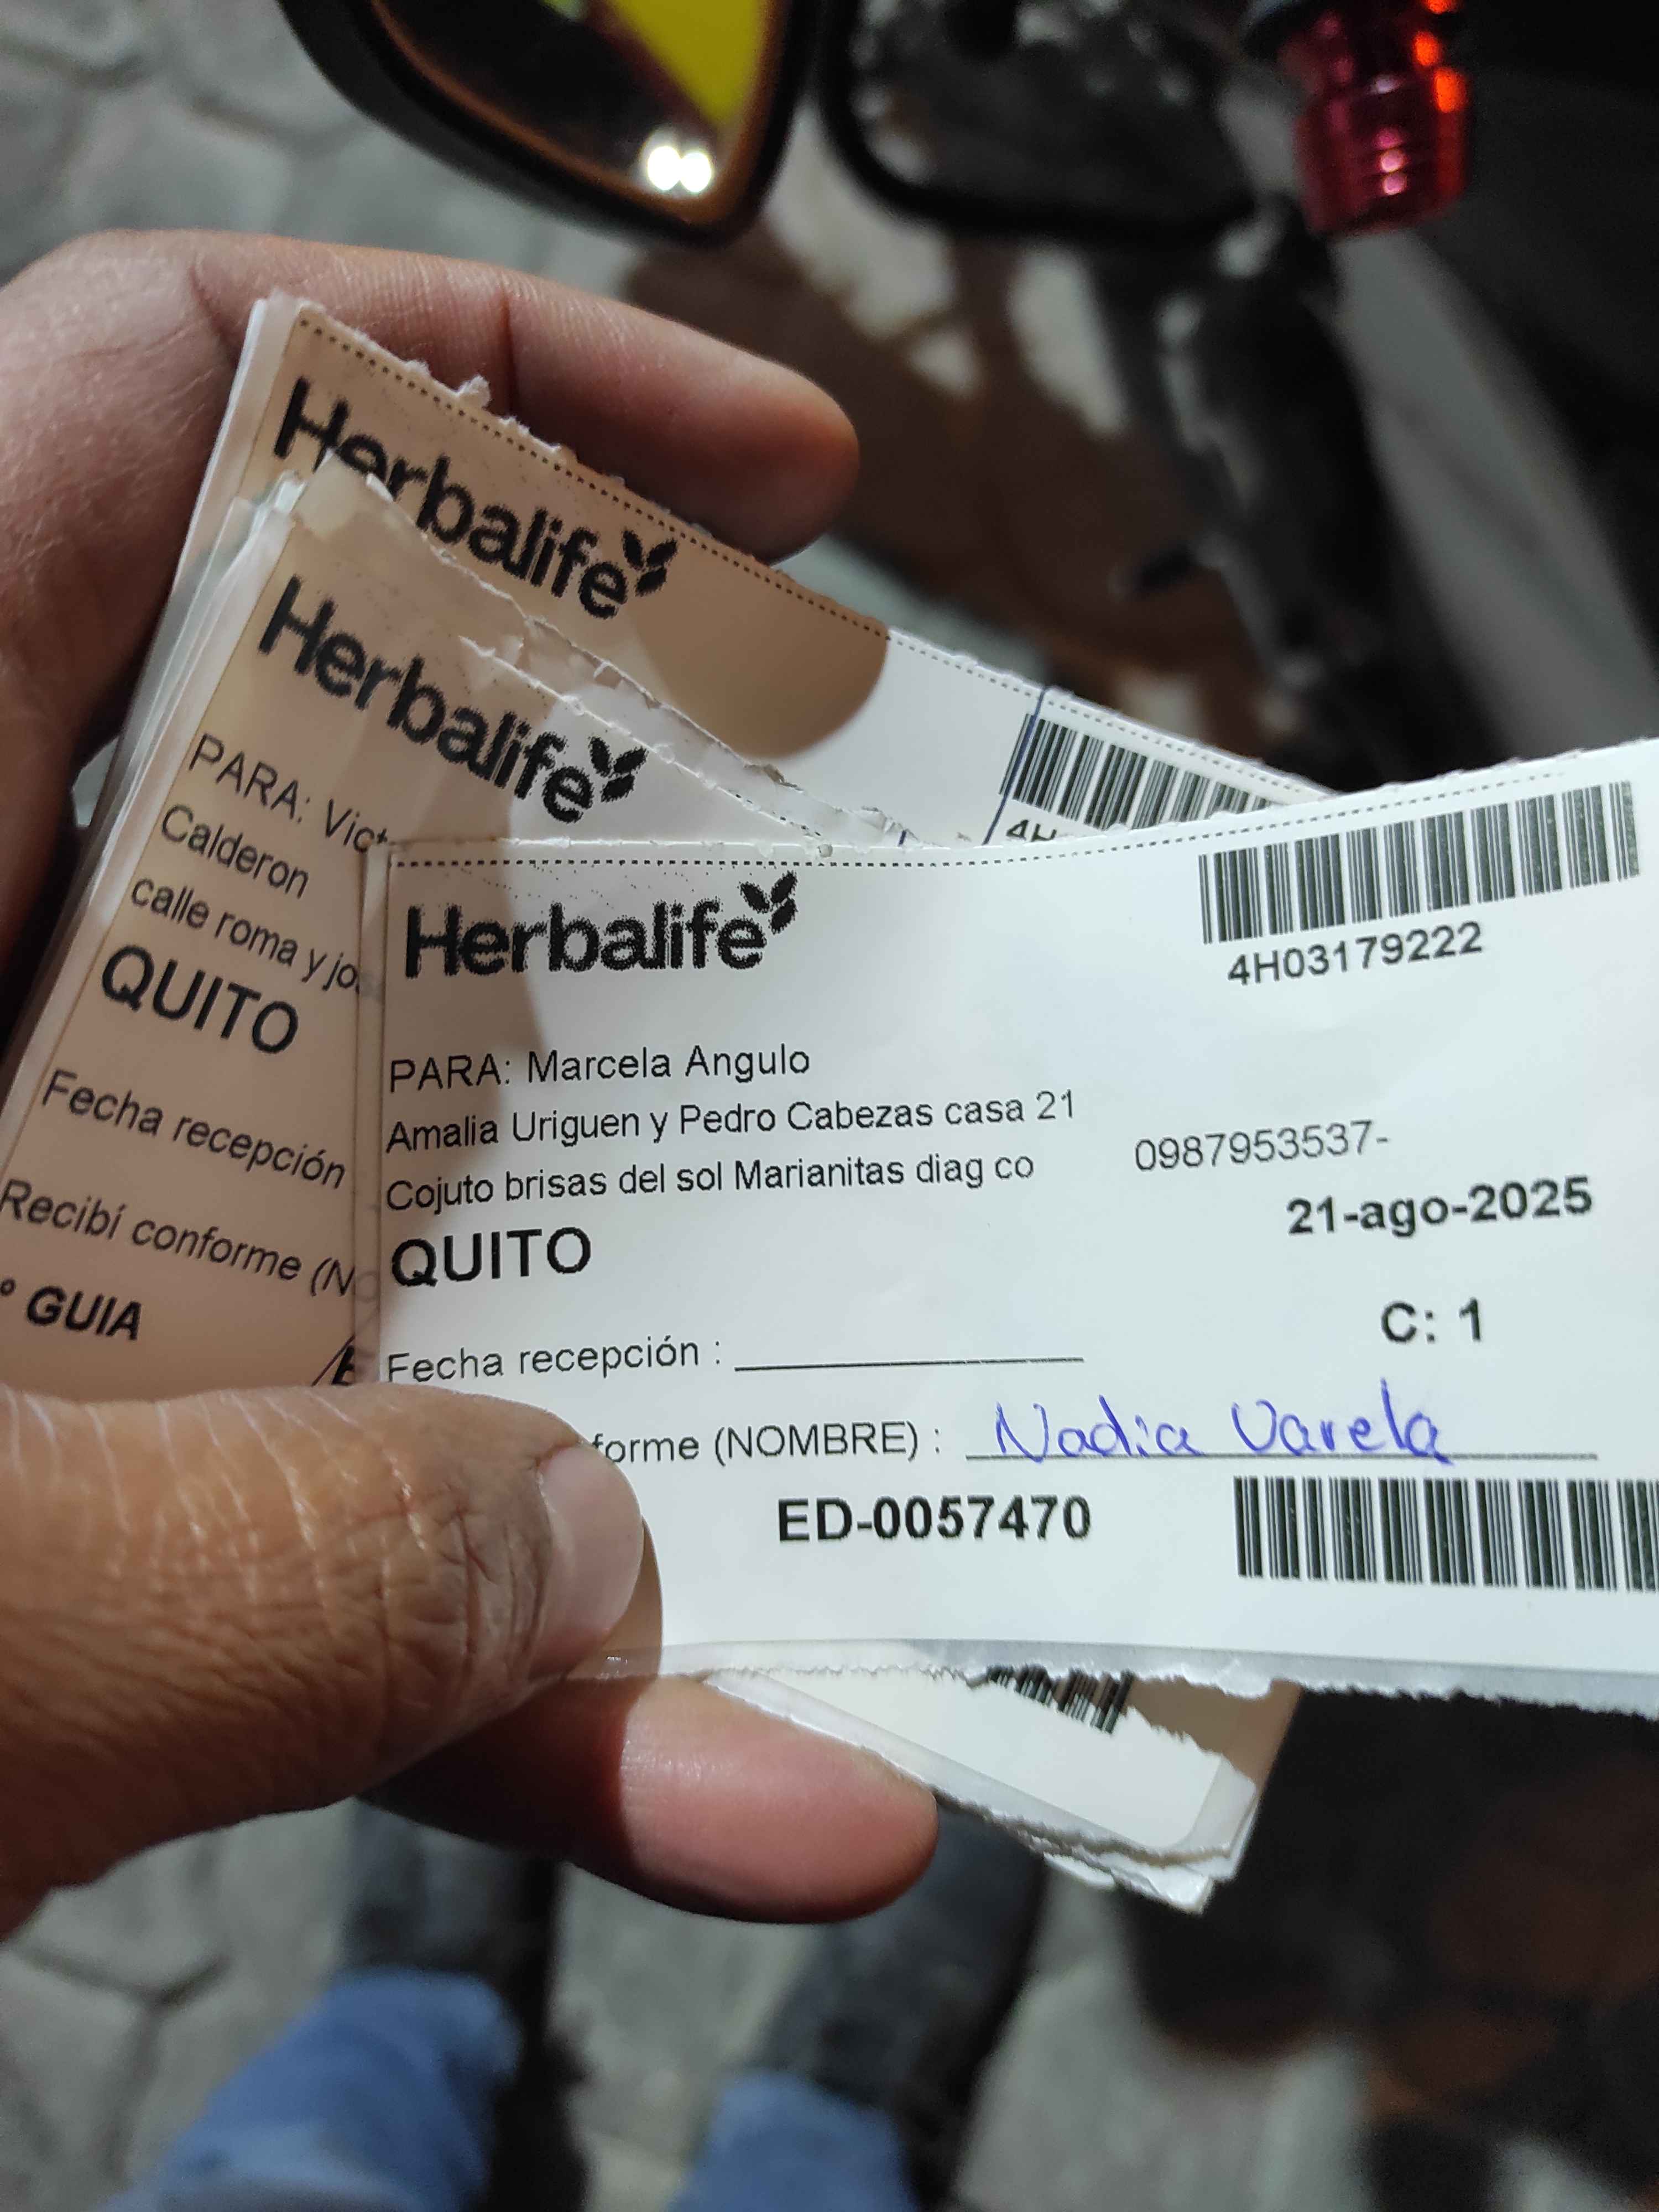 Herbalife
4H
Herbalife
PARA:
Calderon
calle roma y
QUITO
Fecha recepción
Recibí conforme
GUIA
Herbalife
4H03179222
PARA: Marcela Angulo
Amalia Uriguen y Pedro Cabezas casa 21
0987953537-
Cojuto brisas del sol Marianitas diag co
21-ago-2025
QUITO
C: 1
Fecha recepción :
forme (NOMBRE) : Nadia Varela
ED-0057470